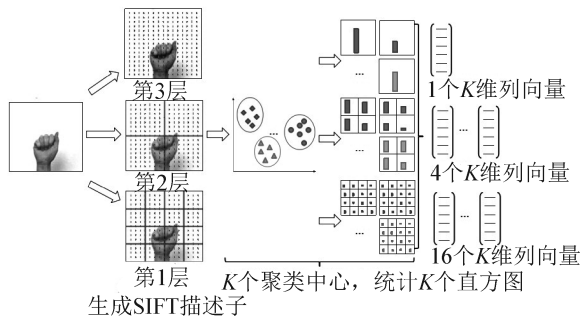 第3层
第2层
第1层
生成SIFT描述子
...
...
...
...
K个聚类中心，统计K个直方图
1个K维列向量
...
4个K维列向量
...
16个K维列向量